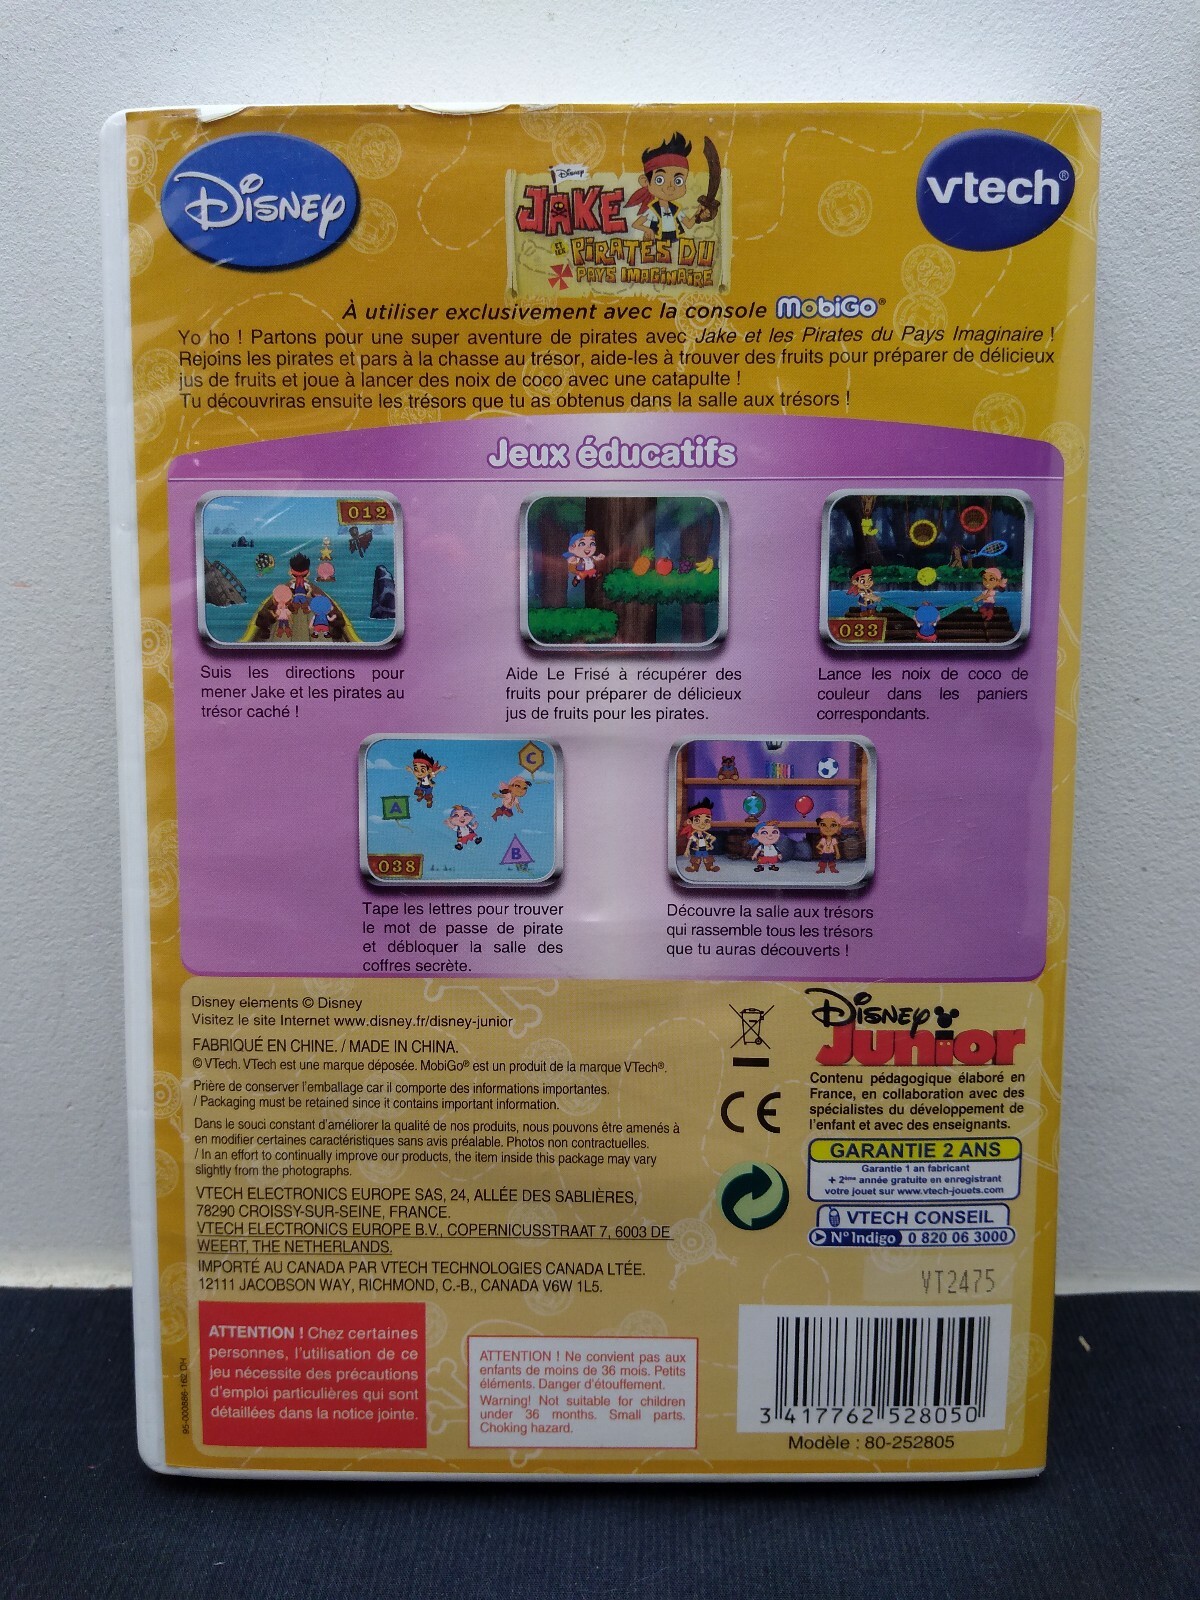 Disney
Disney
JAKE
ET LES
PIRATES DU
PAYS IMAGINAIRE
vtech®
À utiliser exclusivement avec la console MobiGo®
Yo ho ! Partons pour une super aventure de pirates avec Jake et les Pirates du Pays Imaginaire !
Rejoins les pirates et pars à la chasse au trésor, aide-les à trouver des fruits pour préparer de délicieux
jus de fruits et joue à lancer des noix de coco avec une catapulte !
Tu découvriras ensuite les trésors que tu as obtenus dans la salle aux trésors !
Jeux éducatifs
012
033
Suis les directions pour
mener Jake et les pirates au
trésor caché !
Aide Le Frisé à récupérer des
fruits pour préparer de délicieux
jus de fruits pour les pirates.
Lance les noix de coco de
couleur dans les paniers
correspondants.
C
A
B
038
Tape les lettres pour trouver
le mot de passe de pirate
et débloquer la salle des
coffres secrète.
Découvre la salle aux trésors
qui rassemble tous les trésors
que tu auras découverts !
Disney elements © Disney
Visitez le site Internet www.disney.fr/disney-junior
FABRIQUÉ EN CHINE. / MADE IN CHINA.
© VTech. VTech est une marque déposée. MobiGo® est un produit de la marque VTech®.
Prière de conserver l'emballage car il comporte des informations importantes.
/ Packaging must be retained since it contains important information.
Dans le souci constant d'améliorer la qualité de nos produits, nous pouvons être amenés à
en modifier certaines caractéristiques sans avis préalable. Photos non contractuelles.
/ In an effort to continually improve our products, the item inside this package may vary
slightly from the photographs.
VTECH ELECTRONICS EUROPE SAS, 24, ALLÉE DES SABLIÈRES,
78290 CROISSY-SUR-SEINE, FRANCE.
VTECH ELECTRONICS EUROPE B.V., COPERNICUSSTRAAT 7, 6003 DE
WEERT, THE NETHERLANDS.
IMPORTÉ AU CANADA PAR VTECH TECHNOLOGIES CANADA LTÉE.
12111 JACOBSON WAY, RICHMOND, C.-B., CANADA V6W 1L5.
CE
Disney
Junior
Contenu pédagogique élaboré en
France, en collaboration avec des
spécialistes du développement de
l'enfant et avec des enseignants.
GARANTIE 2 ANS
Garantie 1 an fabricant
+ 2ème année gratuite en enregistrant
votre jouet sur www.vtech-jouets.com
VTECH CONSEIL
N° Indigo 0 820 06 3000
VT2475
95-000886-162 DH
ATTENTION ! Chez certaines
personnes, l'utilisation de ce
jeu nécessite des précautions
d'emploi particulières qui sont
détaillées dans la notice jointe.
ATTENTION ! Ne convient pas aux
enfants de moins de 36 mois. Petits
éléments. Danger d'étouffement.
Warning! Not suitable for children
under 36 months. Small parts.
Choking hazard.
3 417762 528050
Modèle : 80-252805